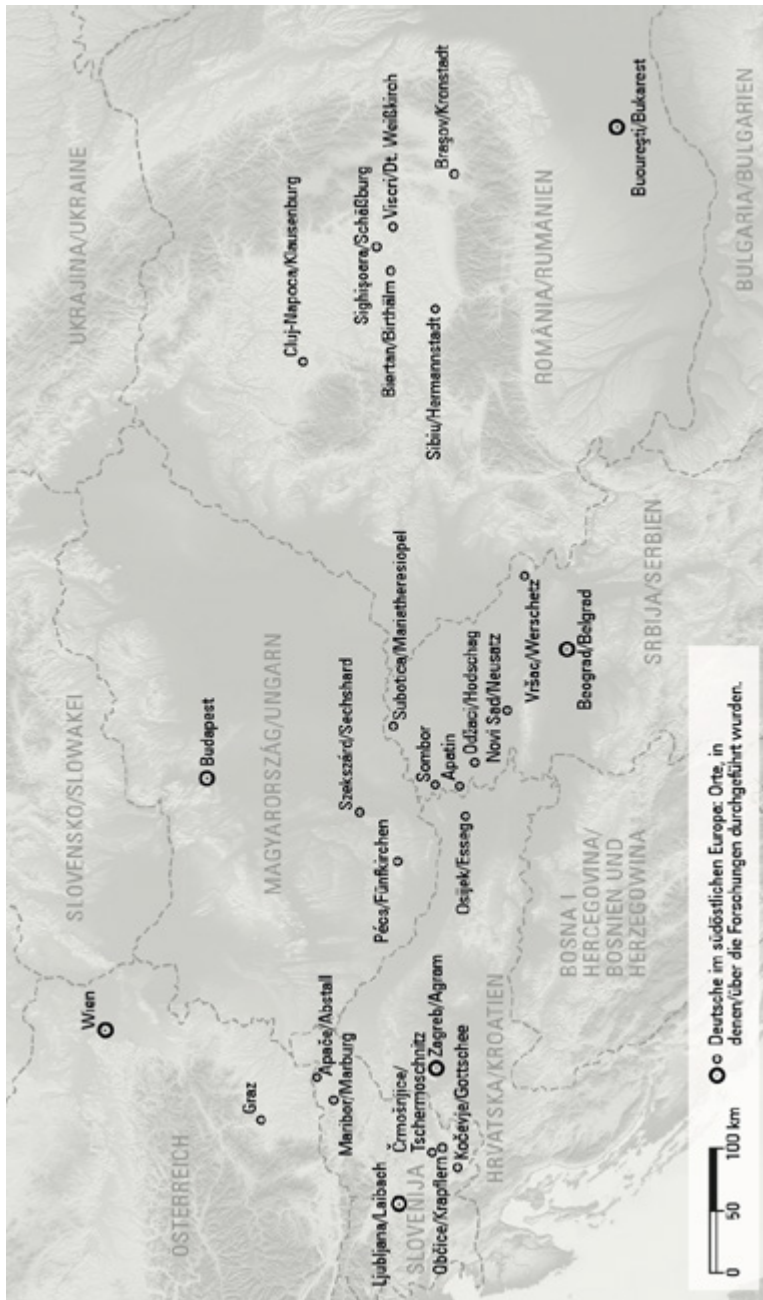 SLOVENSKO/SLOWAKEI
UKRAJINA/UKRAINE
Wien
ÖSTERREICH
Budapest
Graz
MAGYARORSZÁG/UNGARN
Cluj-Napoca/Klausenburg
Apače/Abstall
Maribor/Marburg
Szekszárd/Sechshard
Sighişoara/Schäßburg
Viscri/Dt. Weißkirch
Biertan/Birthälm
Pécs/Fünfkirchen
Subotica/Mariatheresiopel
Ljubljana/Laibach
SLOVENIJA
Črmošnjice/
Tschermoschnitz
Občice/Krapflern
Zagreb/Agram
Kočevje/Gottschee
Sombor
Apatin
Osijek/Esseg
Odžaci/Hodschag
Novi Sad/Neusatz
Sibiu/Hermannstadt
Braşov/Kronstadt
HRVATSKA/KROATIEN
Vršac/Werschetz
ROMÂNIA/RUMÄNIEN
BOSNA I
HERCEGOVINA/
BOSNIEN UND
HERZEGOWINA
Beograd/Belgrad
Bucureşti/Bukarest
SRBIJA/SERBIEN
BULGARIA/BULGARIEN
0 50 100 km
Deutsche im südöstlichen Europa: Orte, in
denen/über die Forschungen durchgeführt wurden.